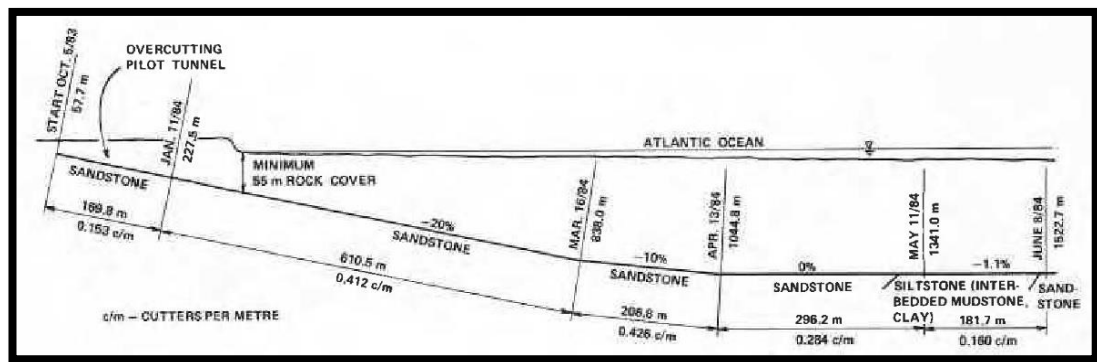 START OCT. 5/83
57.7 m
OVERCUTTING
PILOT TUNNEL
JAN. 11/84
227.5 m
ATLANTIC OCEAN
MINIMUM
55 m ROCK COVER
SANDSTONE
169.8 m
0.153 c/m
-20%
SANDSTONE
610.5 m
0.412 c/m
MAR. 16/84
838.0 m
-10%
SANDSTONE
206.8 m
0.426 c/m
APR. 13/84
1044.8 m
0%
SANDSTONE
296.2 m
0.284 c/m
MAY 11/84
1341.0 m
-1.1%
SILTSTONE (INTER-
BEDDED MUDSTONE,
CLAY)
181.7 m
0.160 c/m
JUNE 8/84
1522.7 m
SAND-
STONE
c/m – CUTTERS PER METRE